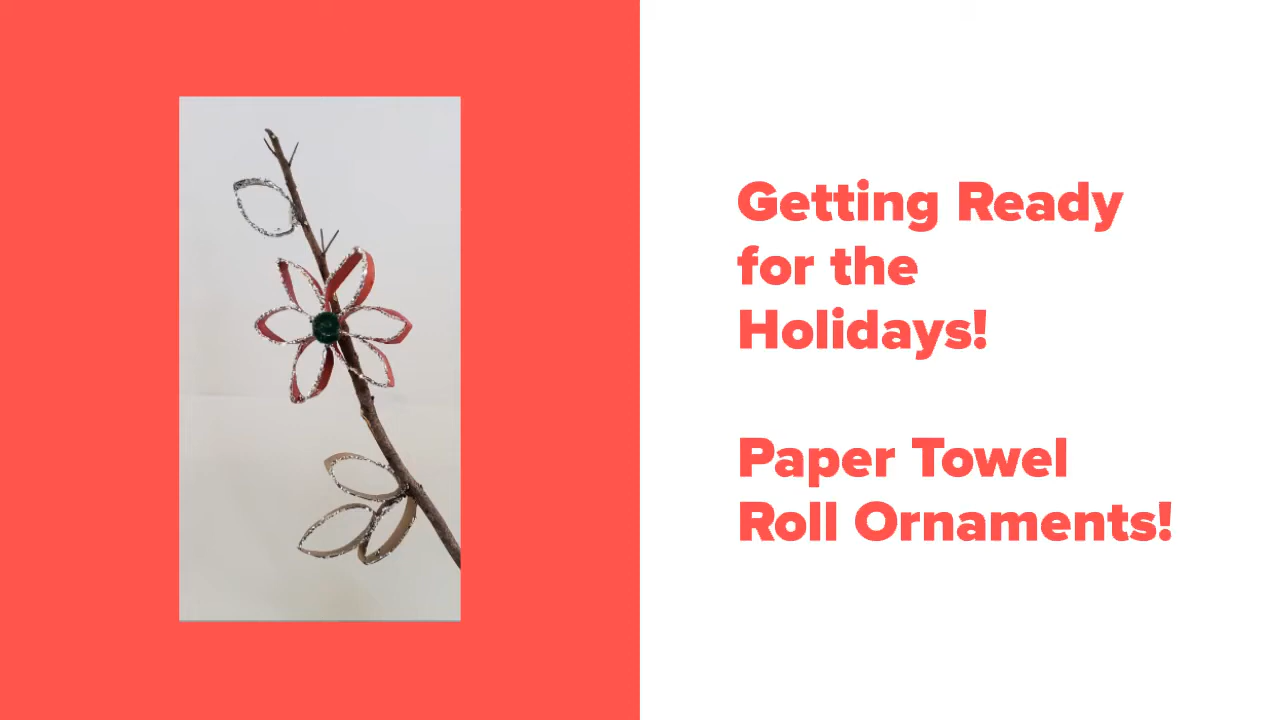 Getting Ready
for the
Holidays!
Paper Towel
Roll Ornaments!